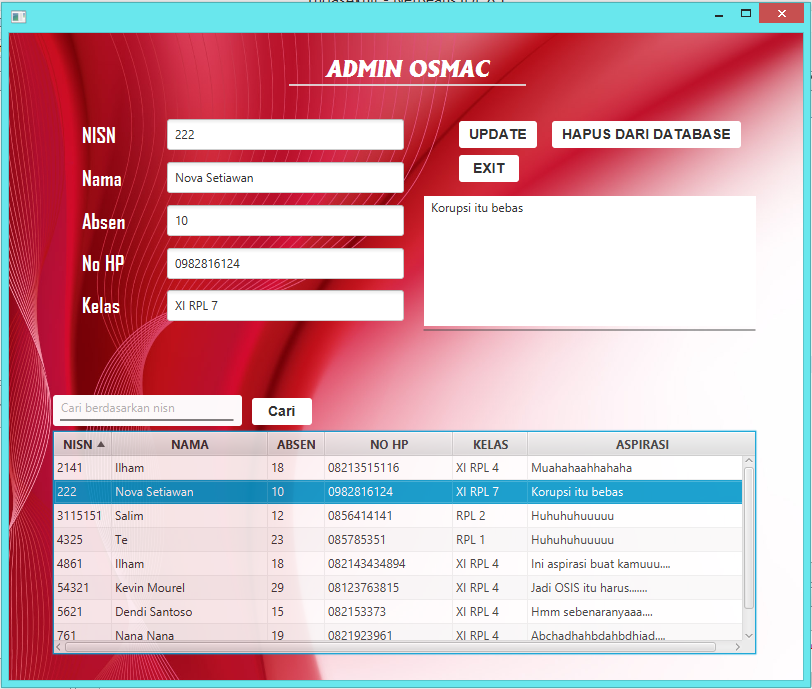 ADMIN OSMAC
NISN 222
Nama Nova Setiawan
Absen 10
No HP 0982816124
Kelas XI RPL 7
UPDATE HAPUS DARI DATABASE
EXIT
Korupsi itu bebas
Cari berdasarkan nisn Cari
NISN NAMA ABSEN NO HP KELAS ASPIRASI
2141 Ilham 18 08213515116 XI RPL 4 Muahahaahhahaha
222 Nova Setiawan 10 0982816124 XI RPL 7 Korupsi itu bebas
3115151 Salim 12 0856414141 RPL 2 Huhuhuhuuuuu
4325 Te 23 085785351 RPL 1 Huhuhuhuuuuu
4861 Ilham 18 082143434894 XI RPL 4 Ini aspirasi buat kamuuu....
54321 Kevin Mourel 29 08123763815 XI RPL 4 Jadi OSIS itu harus.......
5621 Dendi Santoso 15 082153373 XI RPL 4 Hmm sebenaranyaaa....
761 Nana Nana 19 0821923961 XI RPL 4 Abchadhahbdahbdhiad....